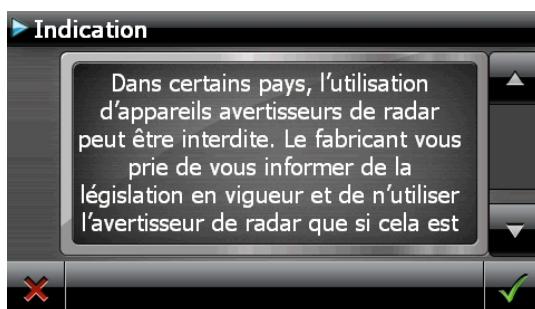 Indication
Dans certains pays, l'utilisation
d'appareils avertisseurs de radar
peut être interdite. Le fabricant vous
prie de vous informer de la
législation en vigueur et de n'utiliser
l'avertisseur de radar que si cela est